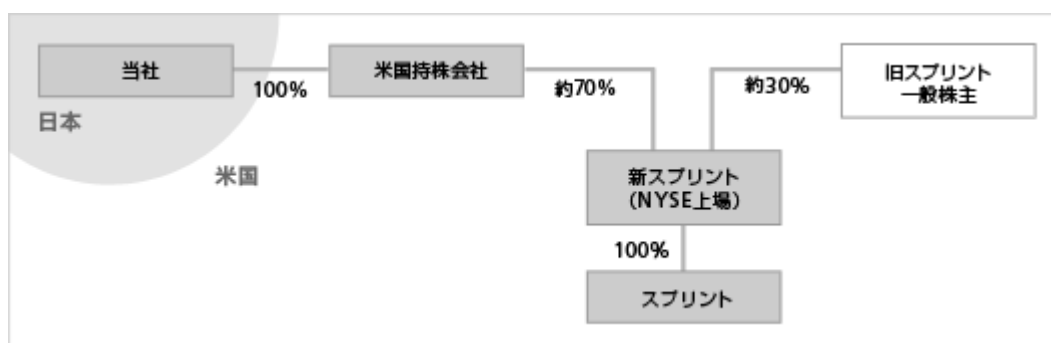 当社
100%
米国持株会社
約70%
約30%
旧スプリント
一般株主
日本
米国
新スプリント
(NYSE上場)
100%
スプリント